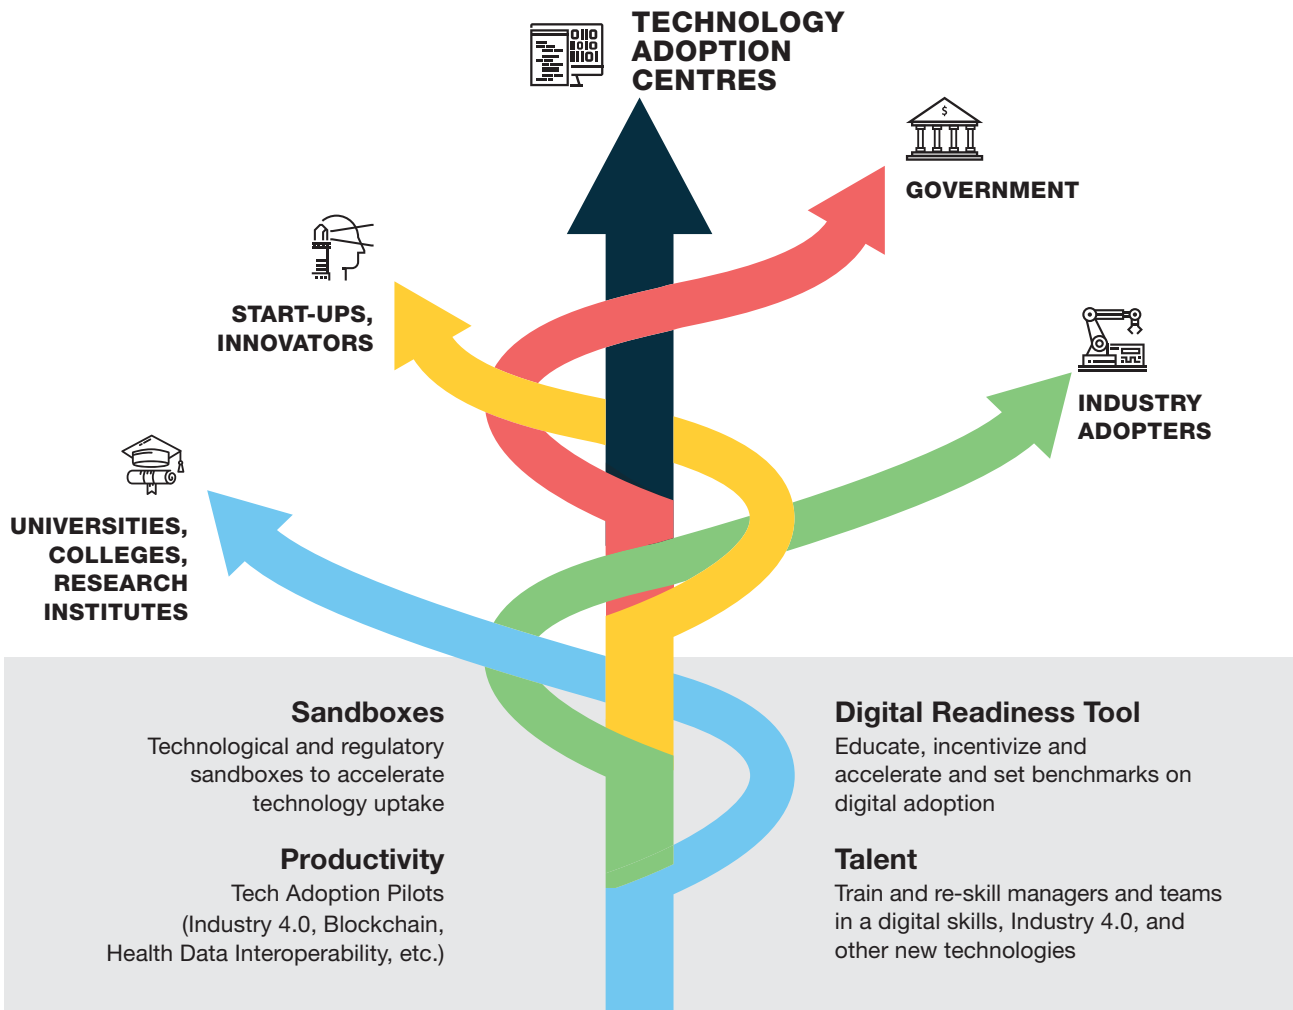 TECHNOLOGY
ADOPTION
CENTRES
GOVERNMENT
START-UPS,
INNOVATORS
INDUSTRY
ADOPTERS
UNIVERSITIES,
COLLEGES,
RESEARCH
INSTITUTES
Sandboxes
Technological and regulatory
sandboxes to accelerate
technology uptake
Productivity
Tech Adoption Pilots
(Industry 4.0, Blockchain,
Health Data Interoperability, etc.)
Digital Readiness Tool
Educate, incentivize and
accelerate and set benchmarks on
digital adoption
Talent
Train and re-skill managers and teams
in a digital skills, Industry 4.0, and
other new technologies